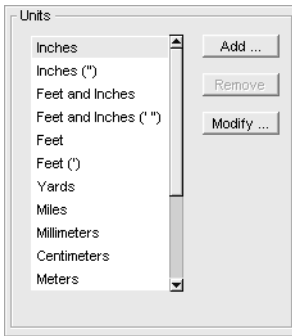 Units
Inches
Inches (")
Feet and Inches
Feet and Inches (' ")
Feet
Feet (')
Yards
Miles
Millimeters
Centimeters
Meters
Add ...
Remove
Modify ...